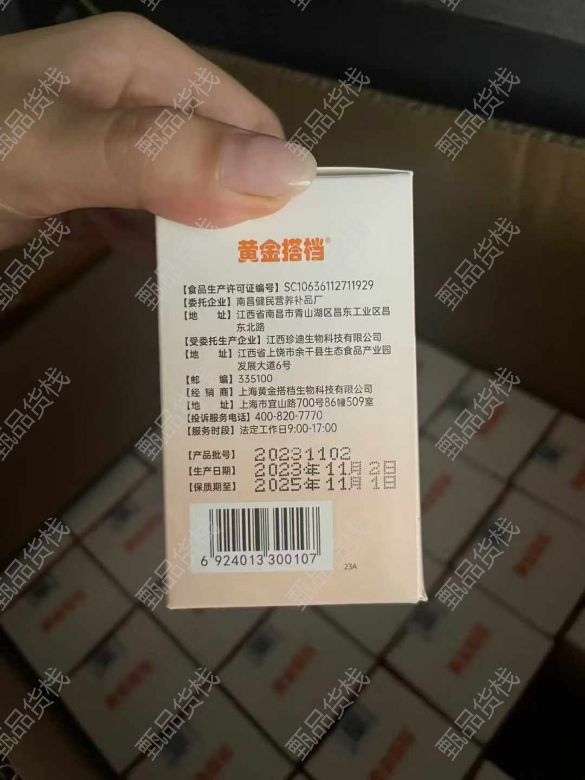 黄金搭档®
【食品生产许可证编号】SC10636112711929
【委托企业】南昌健民营养补品厂
【地 址】江西省南昌市青山湖区昌东工业区昌
东北路
【受委托生产企业】江西珍迪生物科技有限公司
【地 址】江西省上饶市余干县生态食品产业园
发展大道6号
【邮 编】335100
【经 销 商】上海黄金搭档生物科技有限公司
【地 址】上海市宜山路700号86幢509室
【投诉服务电话】400-820-7770
【服务时段】法定工作日9:00-17:00
【产品批号】20231102
【生产日期】2023年11月2日
【保质期至】2025年11月1日
6 924013 300107
23A
甄品货栈